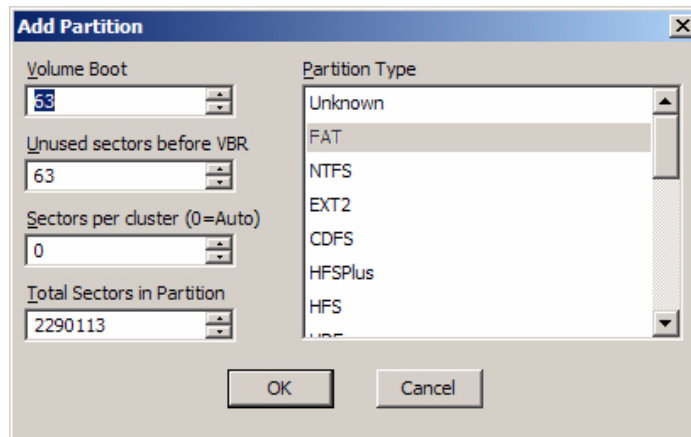 Add Partition
Volume Boot
63
Unused sectors before VBR
63
Sectors per cluster (0=Auto)
0
Total Sectors in Partition
2290113
Partition Type
Unknown
FAT
NTFS
EXT2
CDFS
HFSPlus
HFS
OK
Cancel